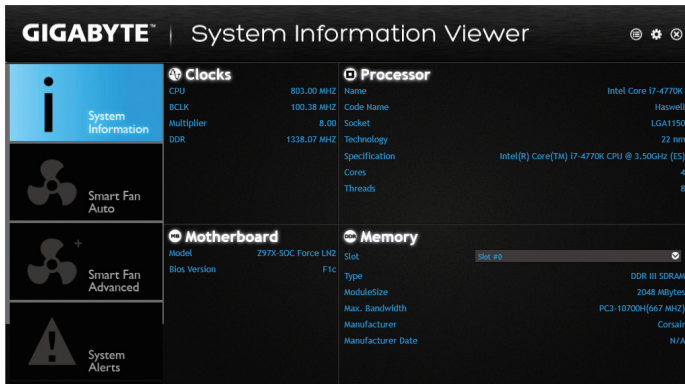 GIGABYTE™ | System Information Viewer
System
Information
Smart Fan
Auto
Smart Fan
Advanced
System
Alerts
Clocks
CPU 803.00 MHZ
BCLK 100.38 MHZ
Multiplier 8.00
DDR 1338.07 MHZ
Processor
Name Intel Core i7-4770K
Code Name Haswell
Socket LGA1150
Technology 22 nm
Specification Intel(R) Core(TM) i7-4770K CPU @ 3.50GHz (ES)
Cores 4
Threads 8
MB Motherboard
Model Z97X-SOC Force LN2
Bios Version F1c
DDR Memory
Slot Slot #0
Type DDR III SDRAM
ModuleSize 2048 MBytes
Max. Bandwidth PC3-10700H(667 MHZ)
Manufacturer Corsair
Manufacturer Date N/A